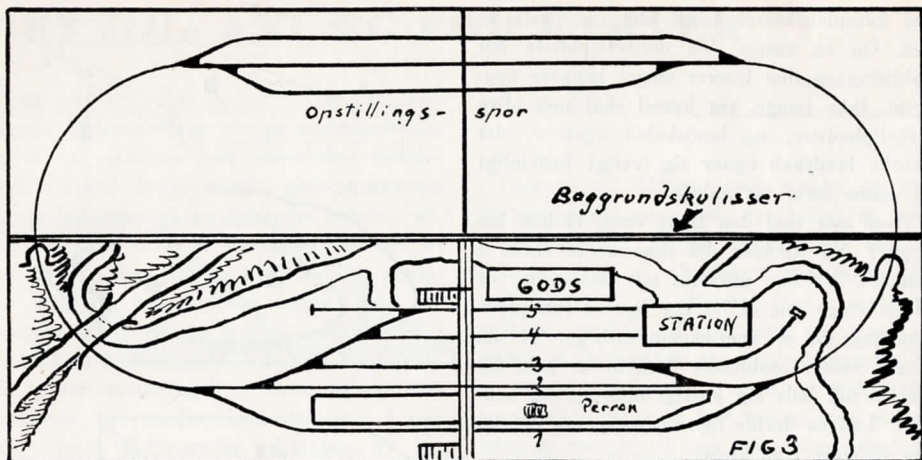 Opstillings- spor
Baggrundskulisser
GODS
5
STATION
4
3
2
Perron
1
FIG 3